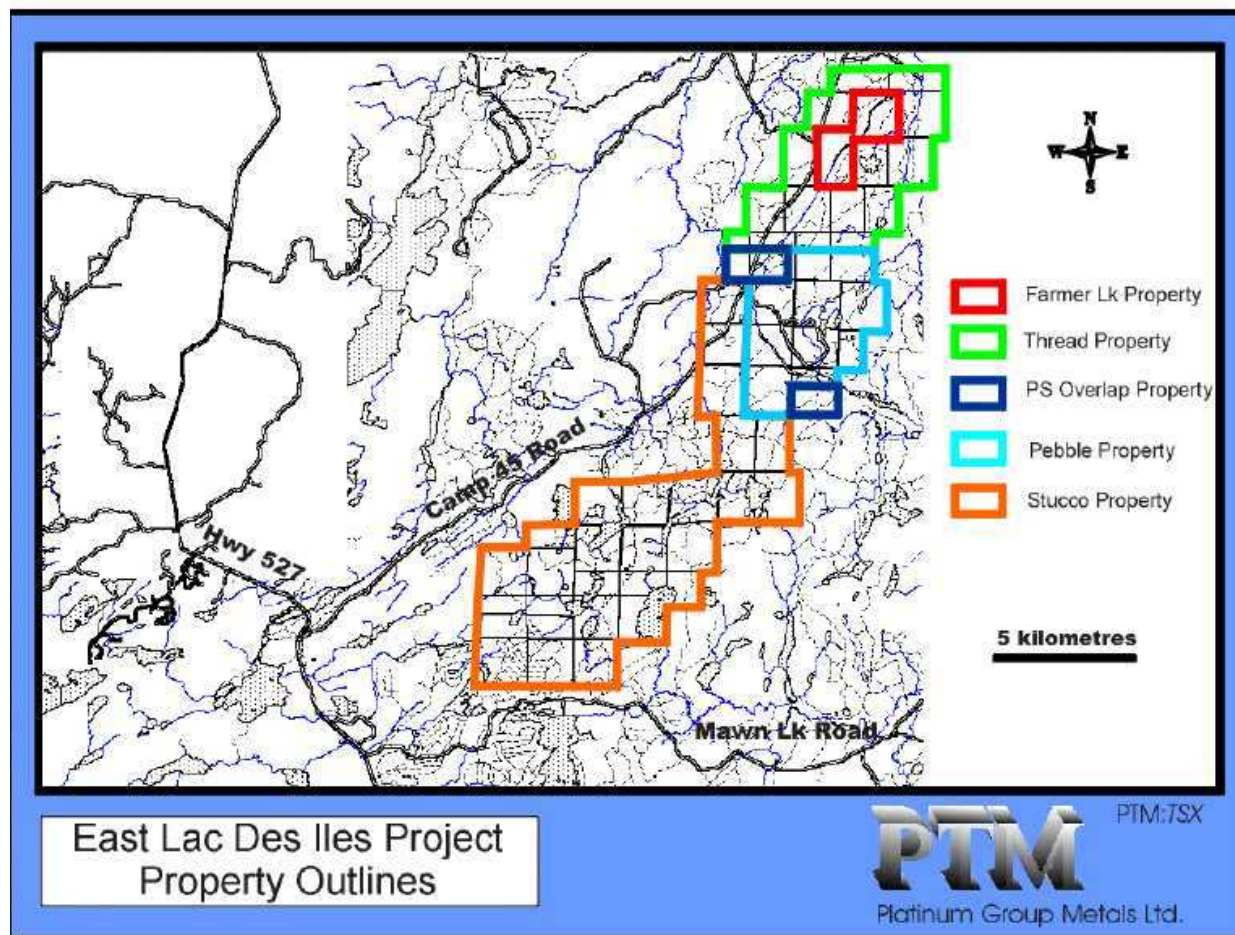 N
W E
S
Farmer Lk Property
Thread Property
PS Overlap Property
Pebble Property
Stucco Property
Camp 45 Road
Hwy 527
5 kilometres
Mawn Lk Road
East Lac Des Iles Project
Property Outlines
PTM:TSX
PTM
Platinum Group Metals Ltd.